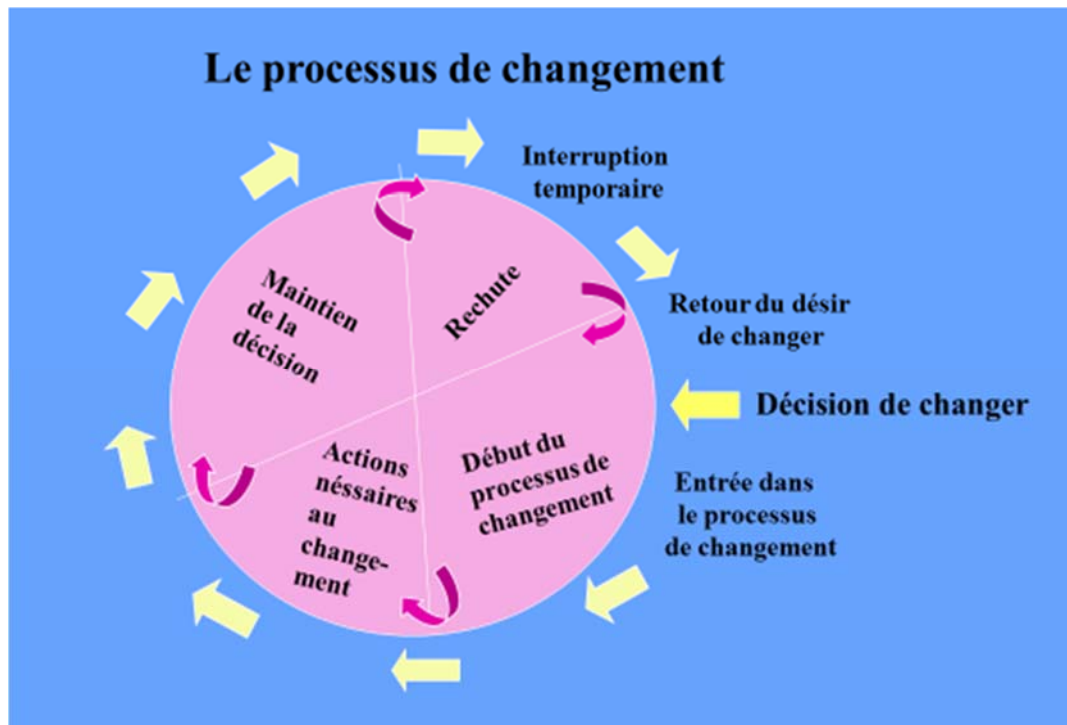 Le processus de changement
Interruption
temporaire
Retour du désir
de changer
Décision de changer
Entrée dans
le processus
de changement
Maintien
de la
décision
Rechute
Actions
néssaires
au
change-
ment
Début du
processus de
changement